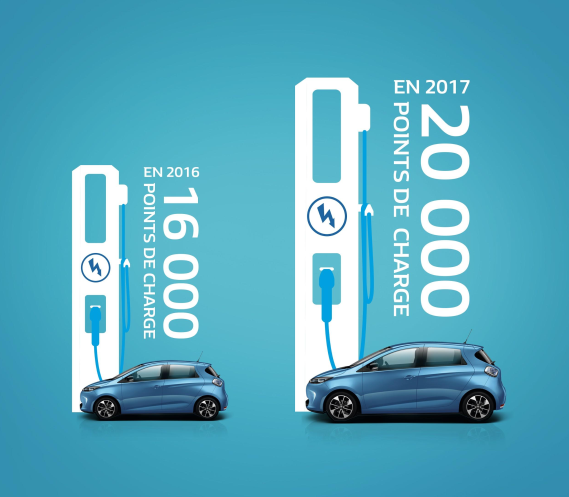 EN 2016
16 000
POINTS DE CHARGE
EN 2017
20 000
POINTS DE CHARGE